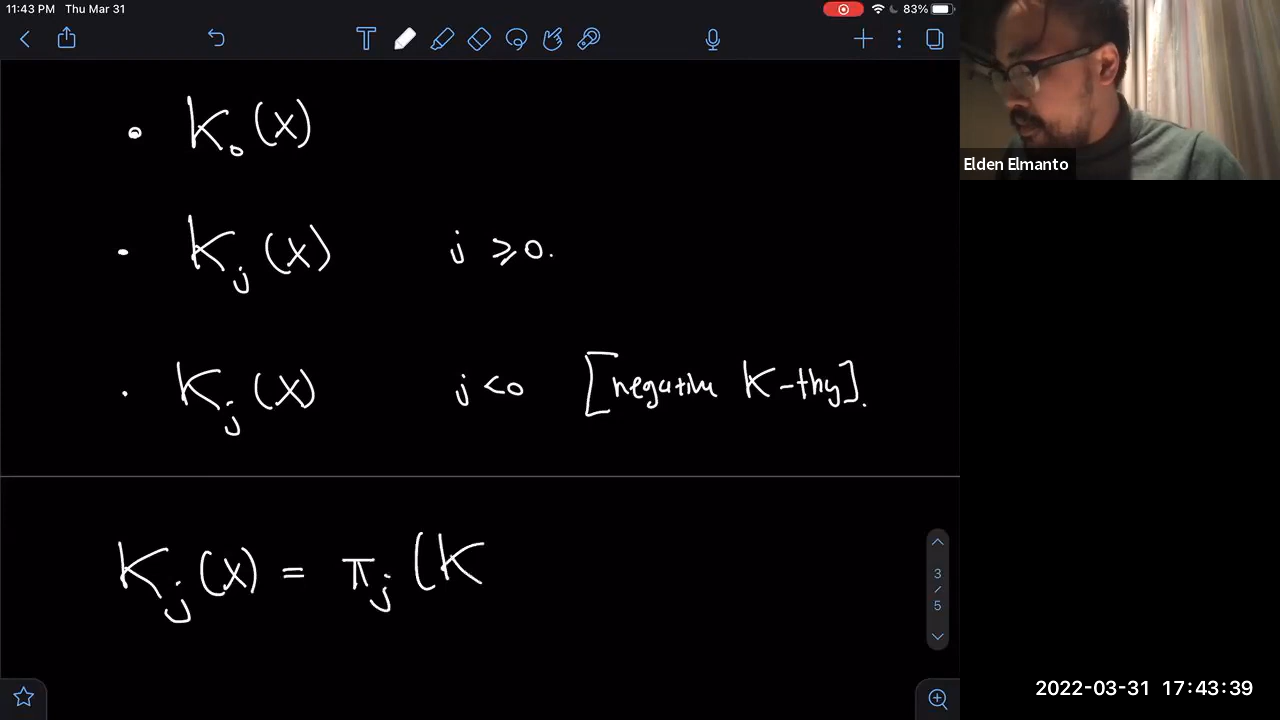 11:43 PM Thu Mar 31 83%
• K₀(X)
Elden Elmanto
• Kⱼ(X) j ≥ 0.
• Kⱼ(X) j < 0 [negative K-thy].
Kⱼ(X) = πⱼ(K
3
/
5
2022-03-31 17:43:39